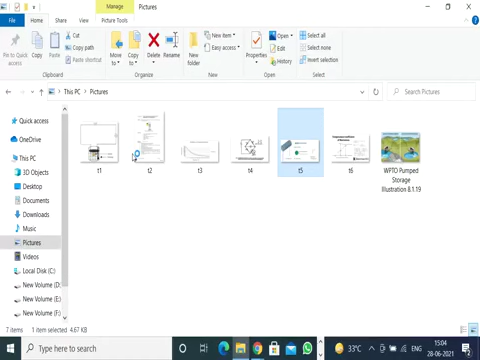 Manage
Pictures
File
Home
Share
View
Picture Tools
Pin to Quick access
Copy
Paste
Cut
Copy path
Paste shortcut
Move to
Copy to
Delete
Rename
New folder
New item
Easy access
Properties
Open
Edit
History
Select all
Select none
Invert selection
Clipboard
Organize
New
Open
Select
This PC
Pictures
Search Pictures
Quick access
OneDrive
This PC
3D Objects
Desktop
Documents
Downloads
Music
Pictures
Videos
Local Disk (C:)
New Volume (D:
New Volume (E:)
New Volume (F:)
t1
t2
t3
t4
t5
t6
WPTO Pumped
Storage
Illustration 8.1.19
7 items
1 item selected 4.67 KB
Type here to search
33°C
ENG
15:04
28-06-2021
2